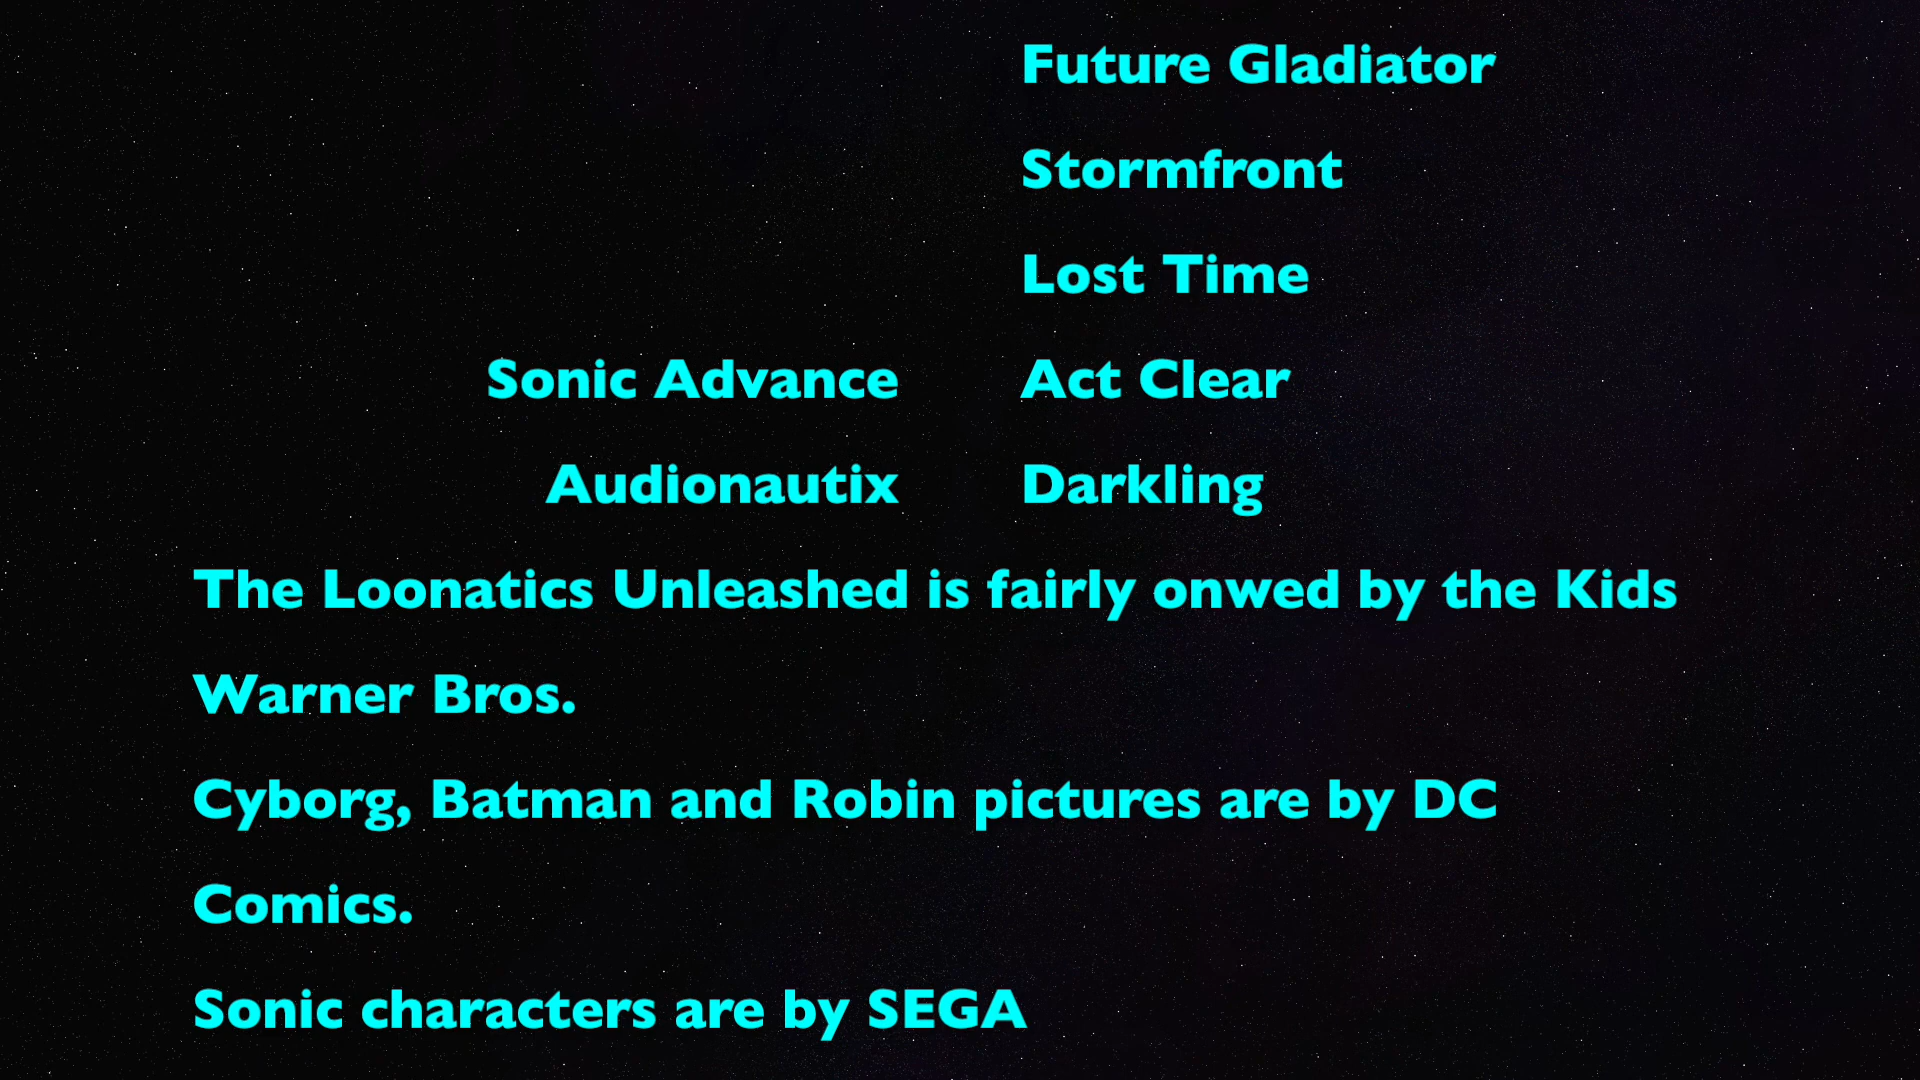 Future Gladiator
Stormfront
Lost Time
Sonic Advance Act Clear
Audionautix Darkling
The Loonatics Unleashed is fairly onwed by the Kids
Warner Bros.
Cyborg, Batman and Robin pictures are by DC
Comics.
Sonic characters are by SEGA